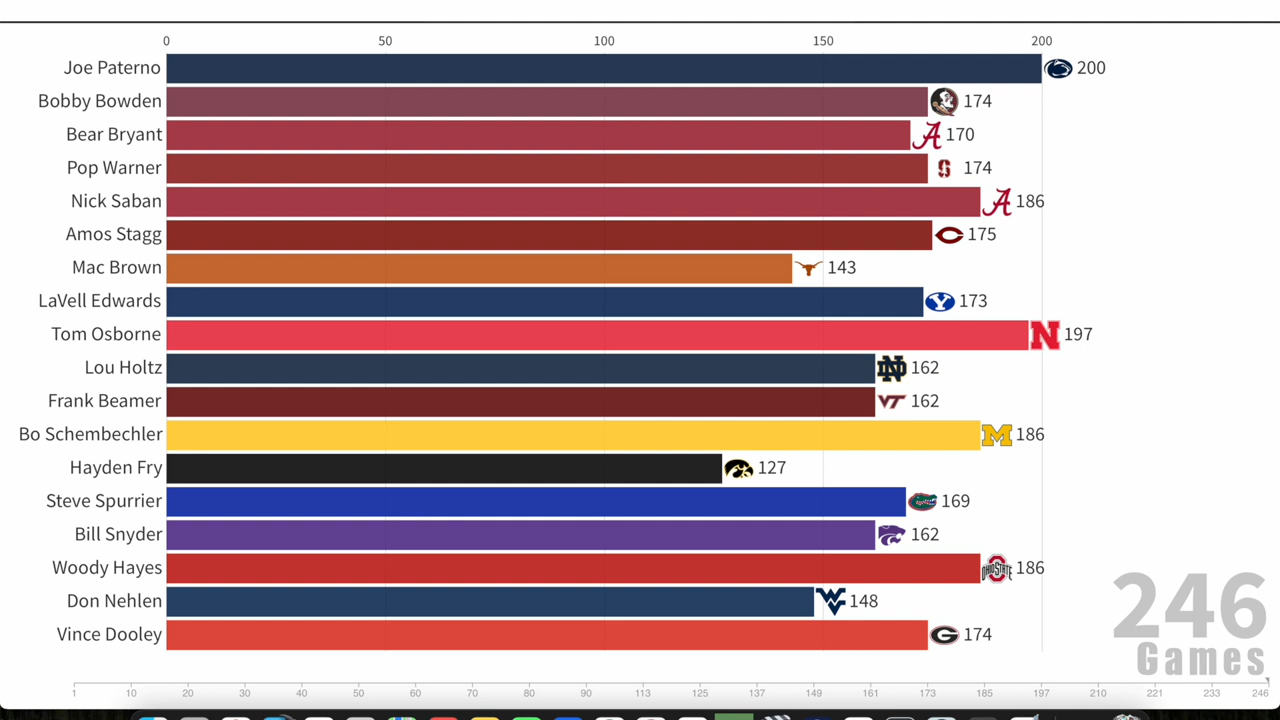 0 50 100 150 200
Joe Paterno 200
Bobby Bowden 174
Bear Bryant A 170
Pop Warner S 174
Nick Saban A 186
Amos Stagg C 175
Mac Brown 143
LaVell Edwards Y 173
Tom Osborne N 197
Lou Holtz ND 162
Frank Beamer VT 162
Bo Schembechler M 186
Hayden Fry 127
Steve Spurrier 169
Bill Snyder 162
Woody Hayes OHIO STATE 186
Don Nehlen WV 148
Vince Dooley G 174
246
Games
1 10 20 30 40 50 60 70 80 90 113 125 137 149 161 173 185 197 210 221 233 246